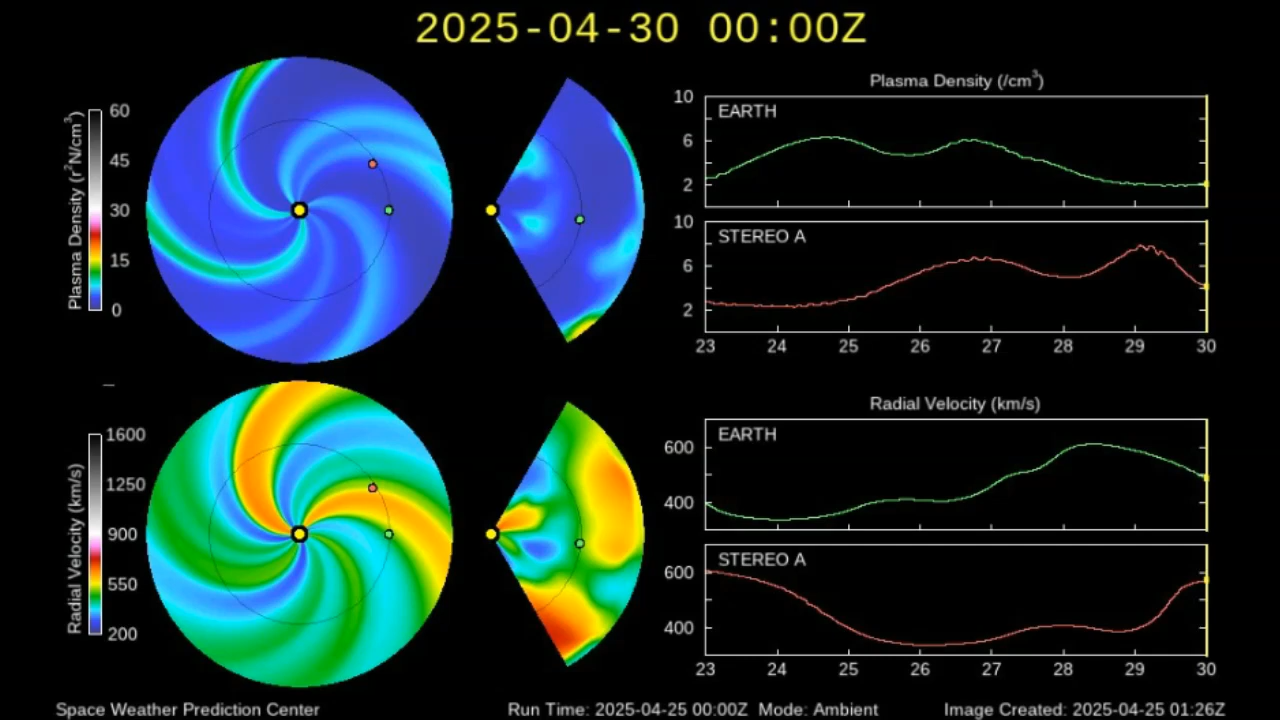 2025-04-30 00:00Z
Plasma Density (r²N/cm³)
60
45
30
15
0
Plasma Density (/cm³)
EARTH
10
6
2
STEREO A
10
6
2
23 24 25 26 27 28 29 30
Radial Velocity (km/s)
1600
1250
900
550
200
Radial Velocity (km/s)
EARTH
600
400
STEREO A
600
400
23 24 25 26 27 28 29 30
Space Weather Prediction Center
Run Time: 2025-04-25 00:00Z Mode: Ambient
Image Created: 2025-04-25 01:26Z